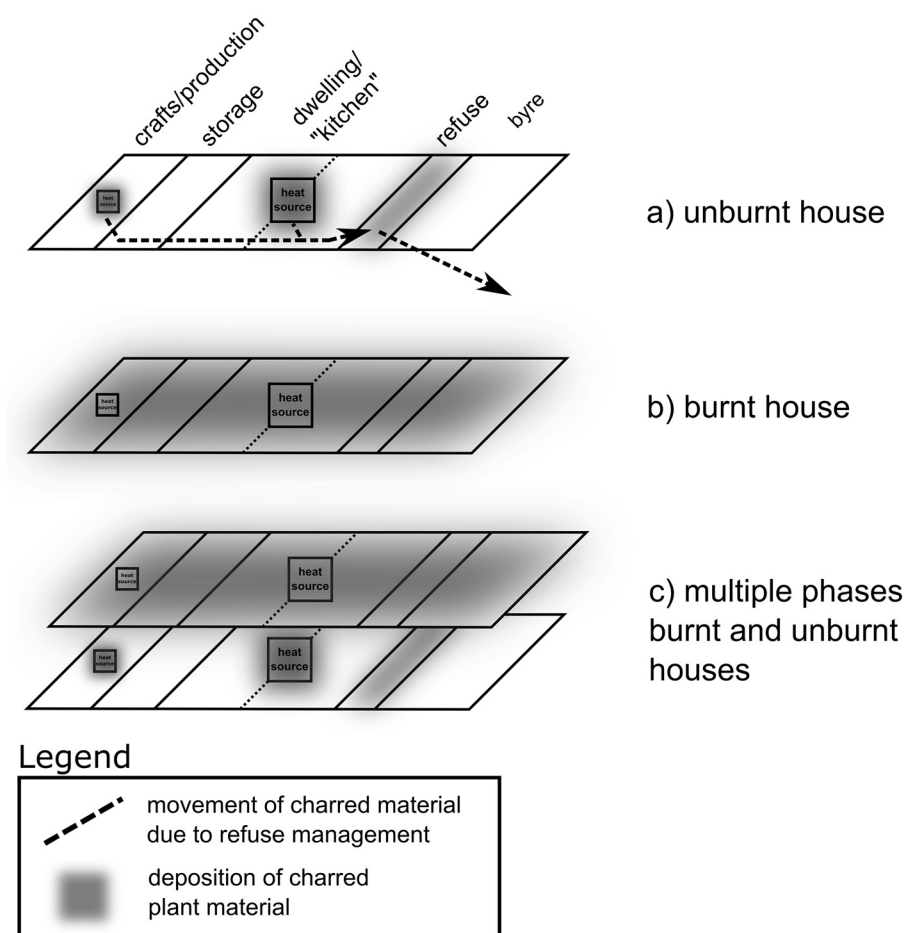 crafts/production
storage
dwelling/
"kitchen"
refuse
byre
heat
source
heat
source
a) unburnt house
heat
source
heat
source
b) burnt house
heat
source
heat
source
heat
source
heat
source
c) multiple phases
burnt and unburnt
houses
Legend
movement of charred material
due to refuse management
deposition of charred
plant material